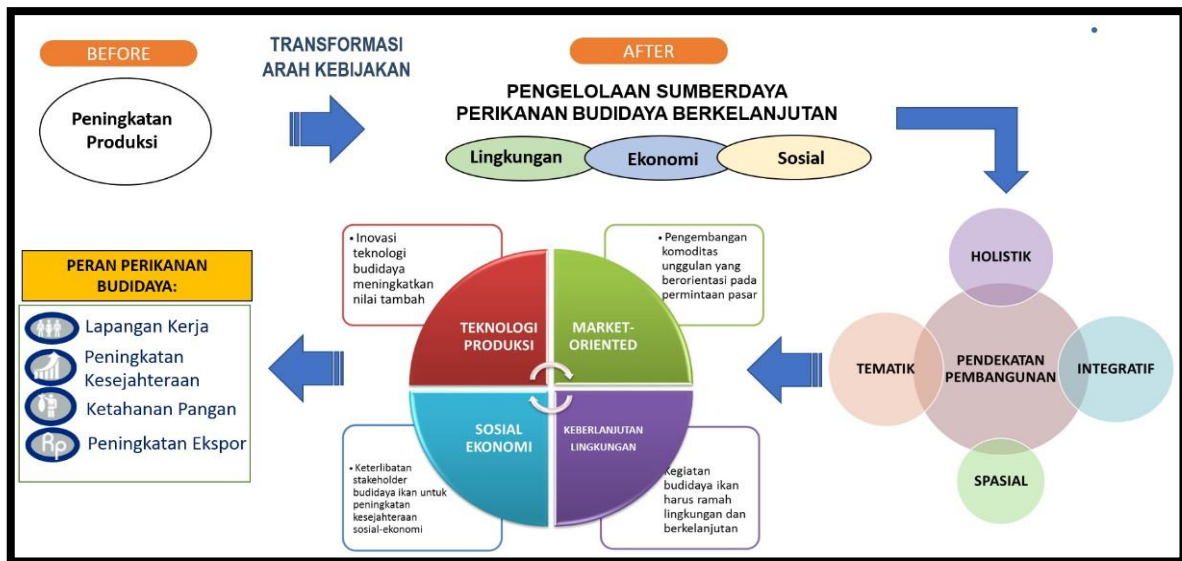 BEFORE
Peningkatan
Produksi
TRANSFORMASI
ARAH KEBIJAKAN
AFTER
PENGELOLAAN SUMBERDAYA
PERIKANAN BUDIDAYA BERKELANJUTAN
Lingkungan
Ekonomi
Sosial
HOLISTIK
TEMATIK
PENDEKATAN
PEMBANGUNAN
INTEGRATIF
SPASIAL
• Inovasi
teknologi
budidaya
meningkatkan
nilai tambah
• Pengembangan
komoditas
unggulan yang
berorientasi pada
permintaan pasar
TEKNOLOGI
PRODUKSI
MARKET-
ORIENTED
SOSIAL
EKONOMI
KEBERLANJUTAN
LINGKUNGAN
• Keterlibatan
stakeholder
budidaya ikan untuk
peningkatan
kesejahteraan
sosial-ekonomi
Kegiatan
budidaya ikan
harus ramah
lingkungan dan
berkelanjutan
PERAN PERIKANAN
BUDIDAYA:
Lapangan Kerja
Peningkatan
Kesejahteraan
Ketahanan Pangan
Rp
Peningkatan Ekspor